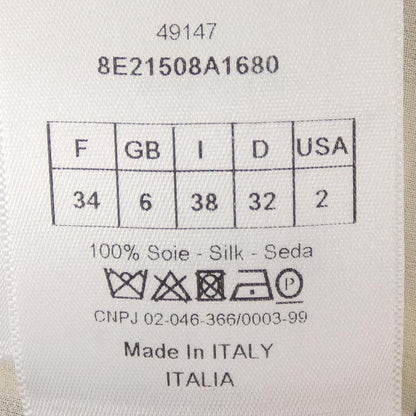 49147
8E21508A1680
F GB I D USA
34 6 38 32 2
100% Soie - Silk - Seda
P
CNPJ 02-046-366/0003-99
Made In ITALY
ITALIA